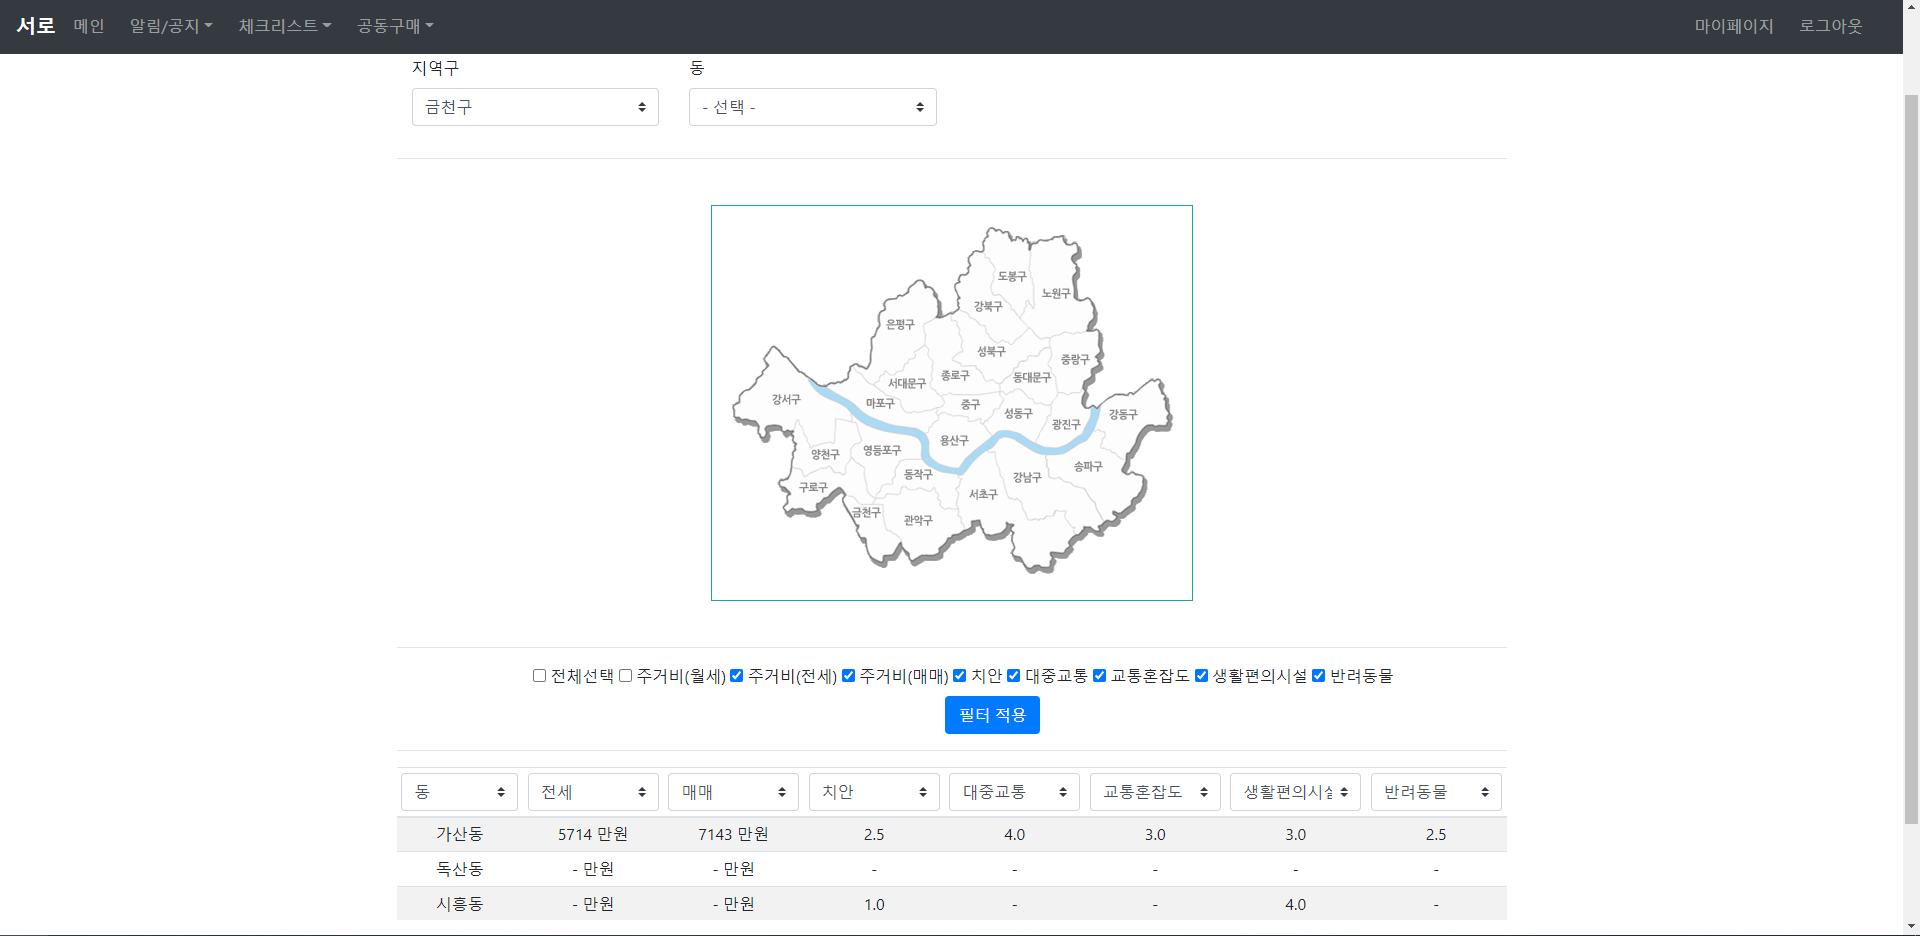 서로 메인 알림/공지 체크리스트 공동구매 마이페이지 로그아웃
지역구 동
금천구 - 선택 -
도봉구
노원구
강북구
은평구
성북구
중랑구
종로구
동대문구
서대문구
강서구
마포구
중구
성동구
강동구
광진구
용산구
영등포구
양천구
송파구
동작구
강남구
구로구
서초구
금천구
관악구
전체선택 주거비(월세) 주거비(전세) 주거비(매매) 치안 대중교통 교통혼잡도 생활편의시설 반려동물
필터 적용
동 전세 매매 치안 대중교통 교통혼잡도 생활편의시설 반려동물
가산동 5714 만원 7143 만원 2.5 4.0 3.0 3.0 2.5
독산동 - 만원 - 만원 - - - - -
시흥동 - 만원 - 만원 1.0 - - 4.0 -